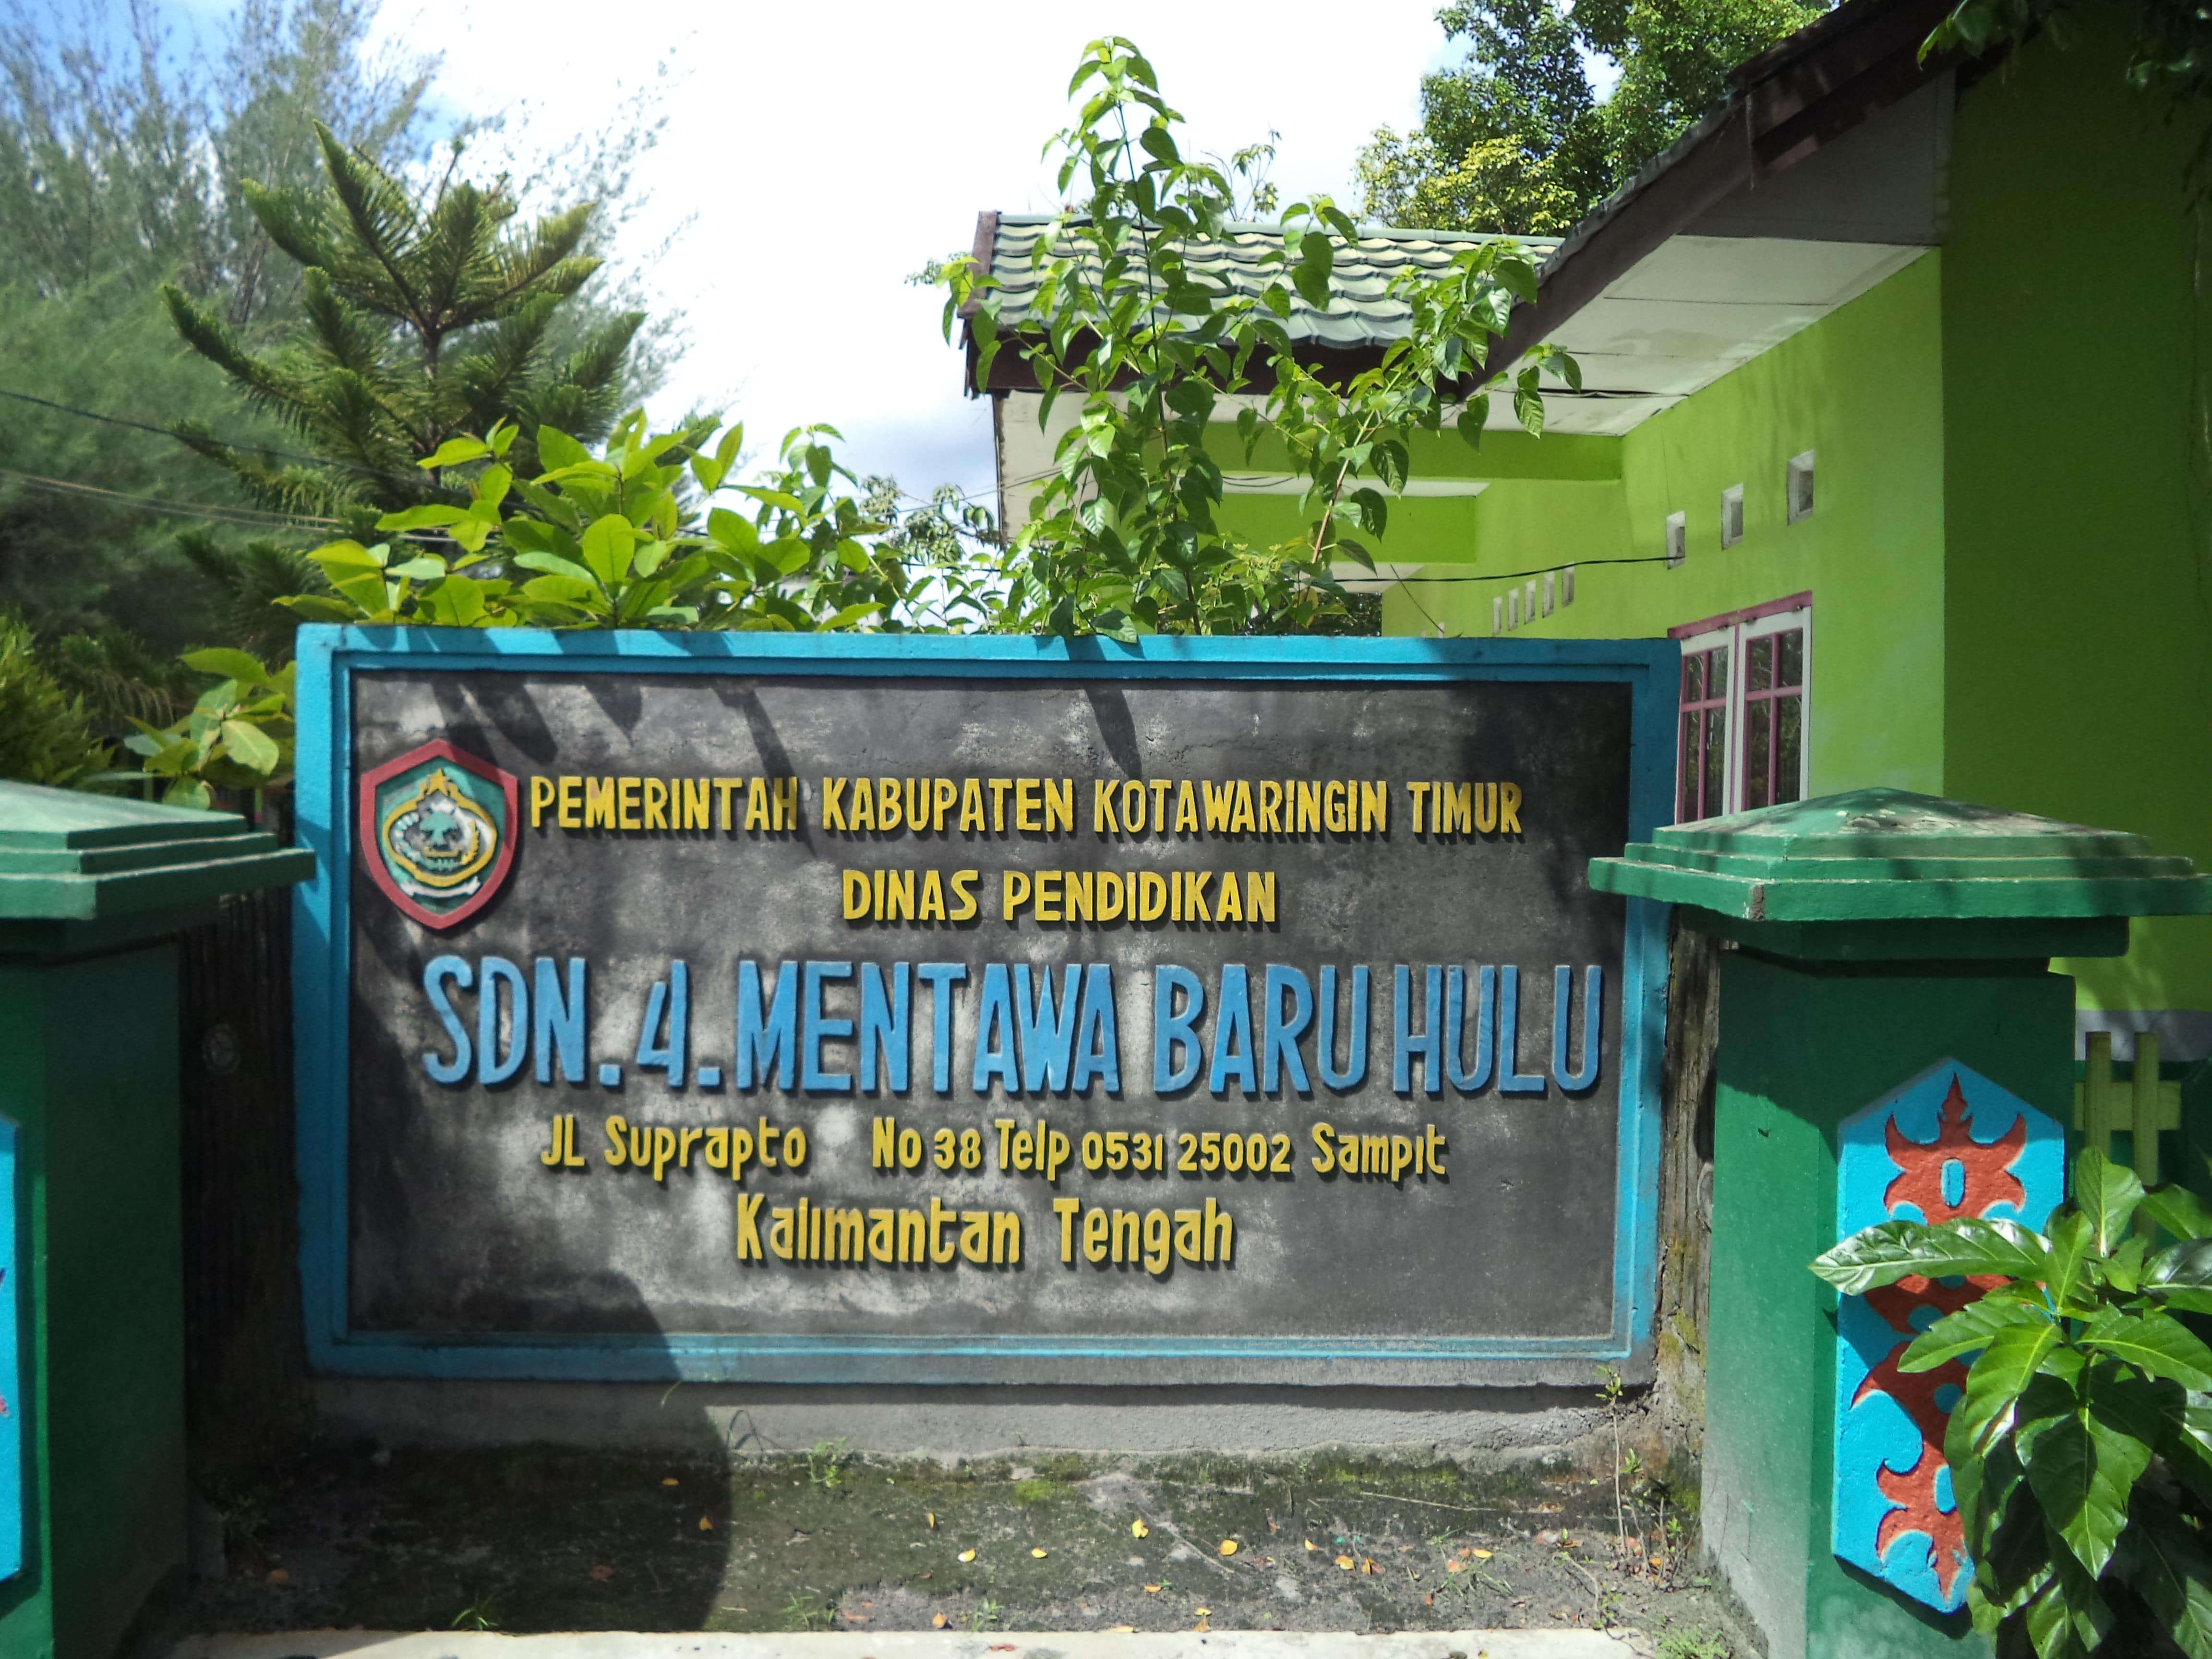 PEMERINTAH KABUPATEN KOTAWARINGIN TIMUR
DINAS PENDIDIKAN
SDN.4.MENTAWA BARU HULU
JL Suprapto No 38 Telp 0531 25002 Sampit
Kalimantan Tengah